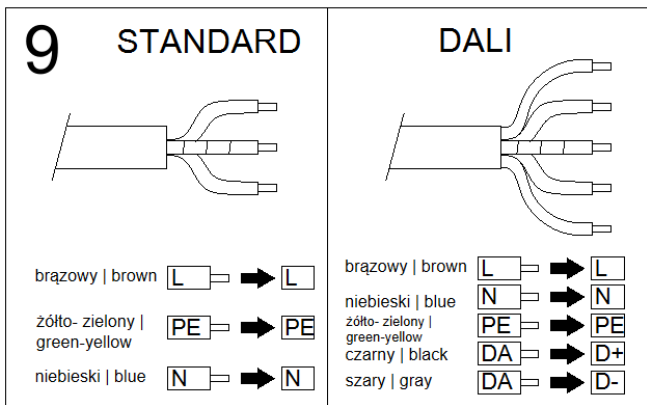 9 STANDARD
brązowy | brown L L
żółto- zielony |
green-yellow PE PE
niebieski | blue N N
DALI
brązowy | brown L L
niebieski | blue N N
żółto- zielony |
green-yellow PE PE
czarny | black DA D+
szary | gray DA D-